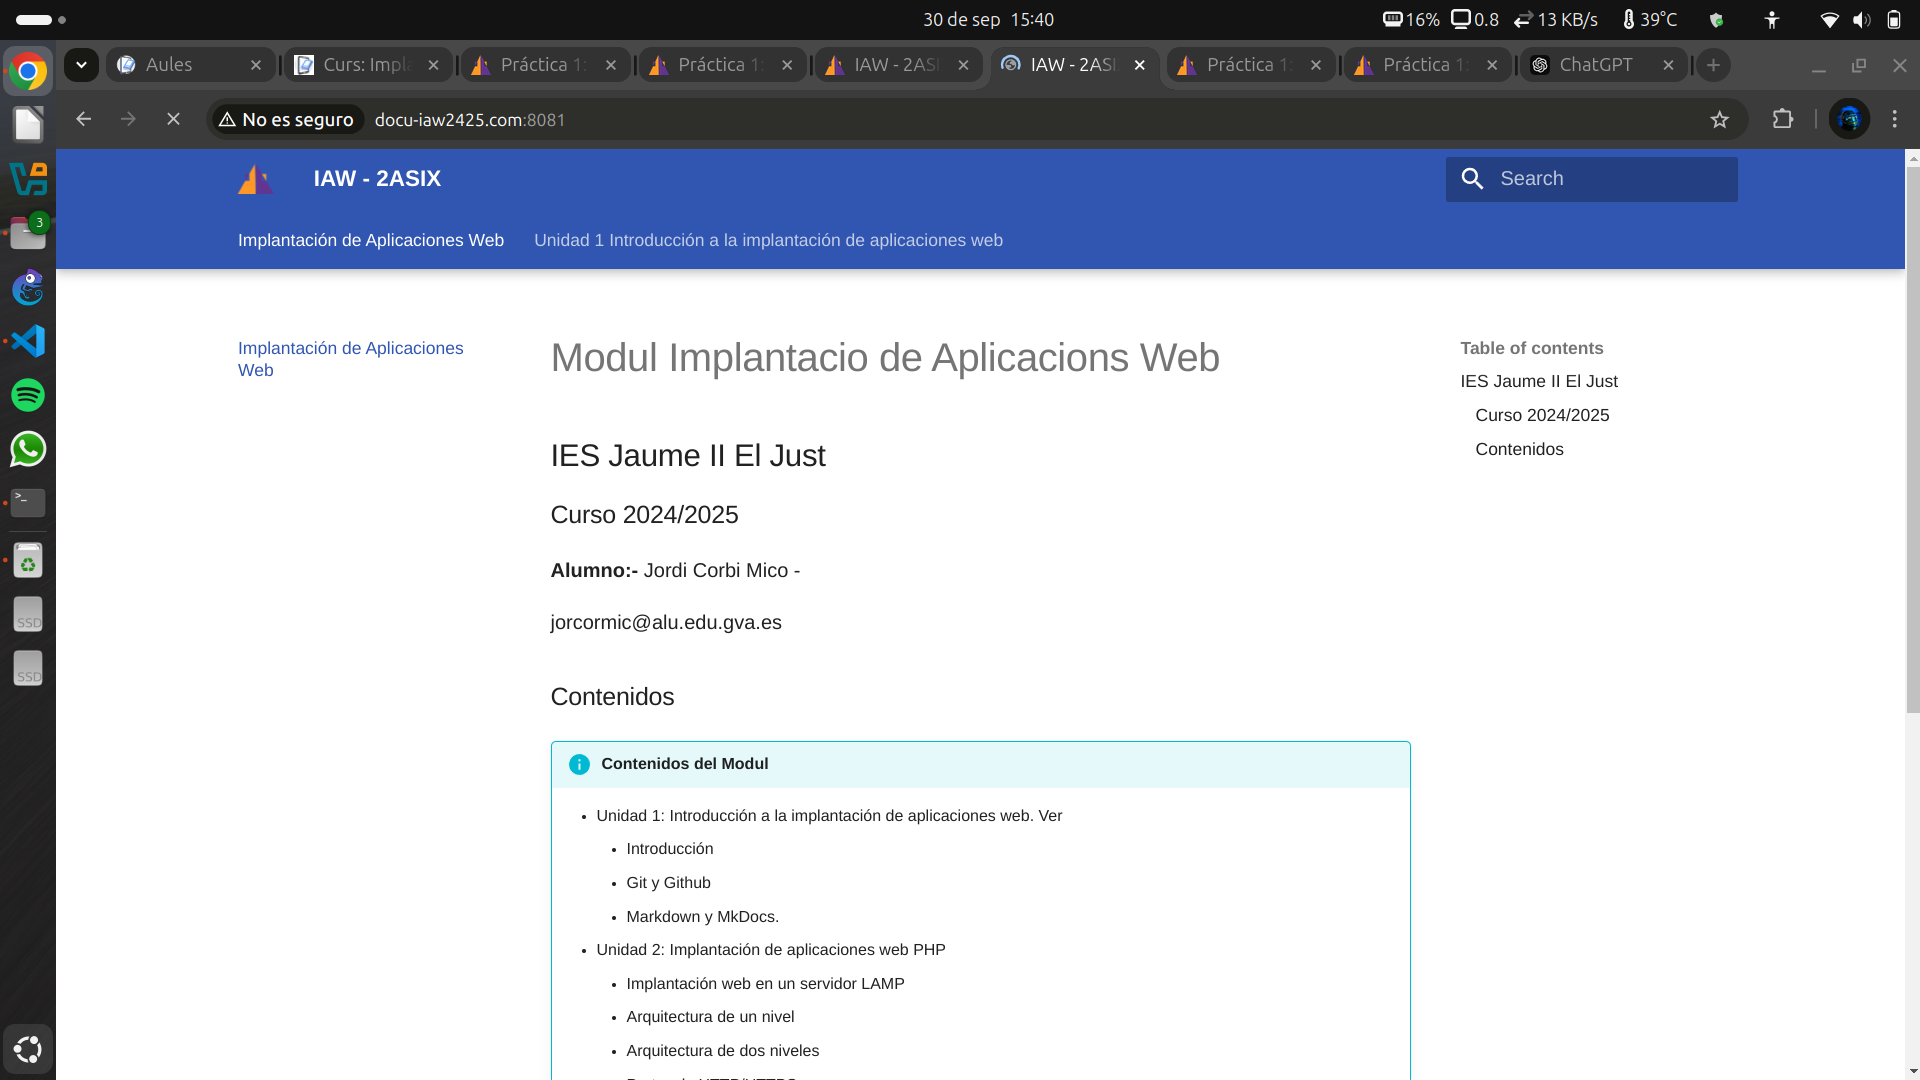 30 de sep 15:40
16% 0.8 13 KB/s 39°C
Aules
Curs: Impla
Práctica 1:
Práctica 1:
IAW - 2ASI
IAW - 2ASI
Práctica 1:
Práctica 1:
ChatGPT
No es seguro docu-iaw2425.com:8081
3
IAW - 2ASIX
Search
Implantación de Aplicaciones Web Unidad 1 Introducción a la implantación de aplicaciones web
Implantación de Aplicaciones
Web
Modul Implantacio de Aplicacions Web
IES Jaume II El Just
Curso 2024/2025
Alumno:- Jordi Corbi Mico -
jorcormic@alu.edu.gva.es
Contenidos
Contenidos del Modul
Unidad 1: Introducción a la implantación de aplicaciones web. Ver
Introducción
Git y Github
Markdown y MkDocs.
Unidad 2: Implantación de aplicaciones web PHP
Implantación web en un servidor LAMP
Arquitectura de un nivel
Arquitectura de dos niveles
Table of contents
IES Jaume II El Just
Curso 2024/2025
Contenidos
SSD
SSD